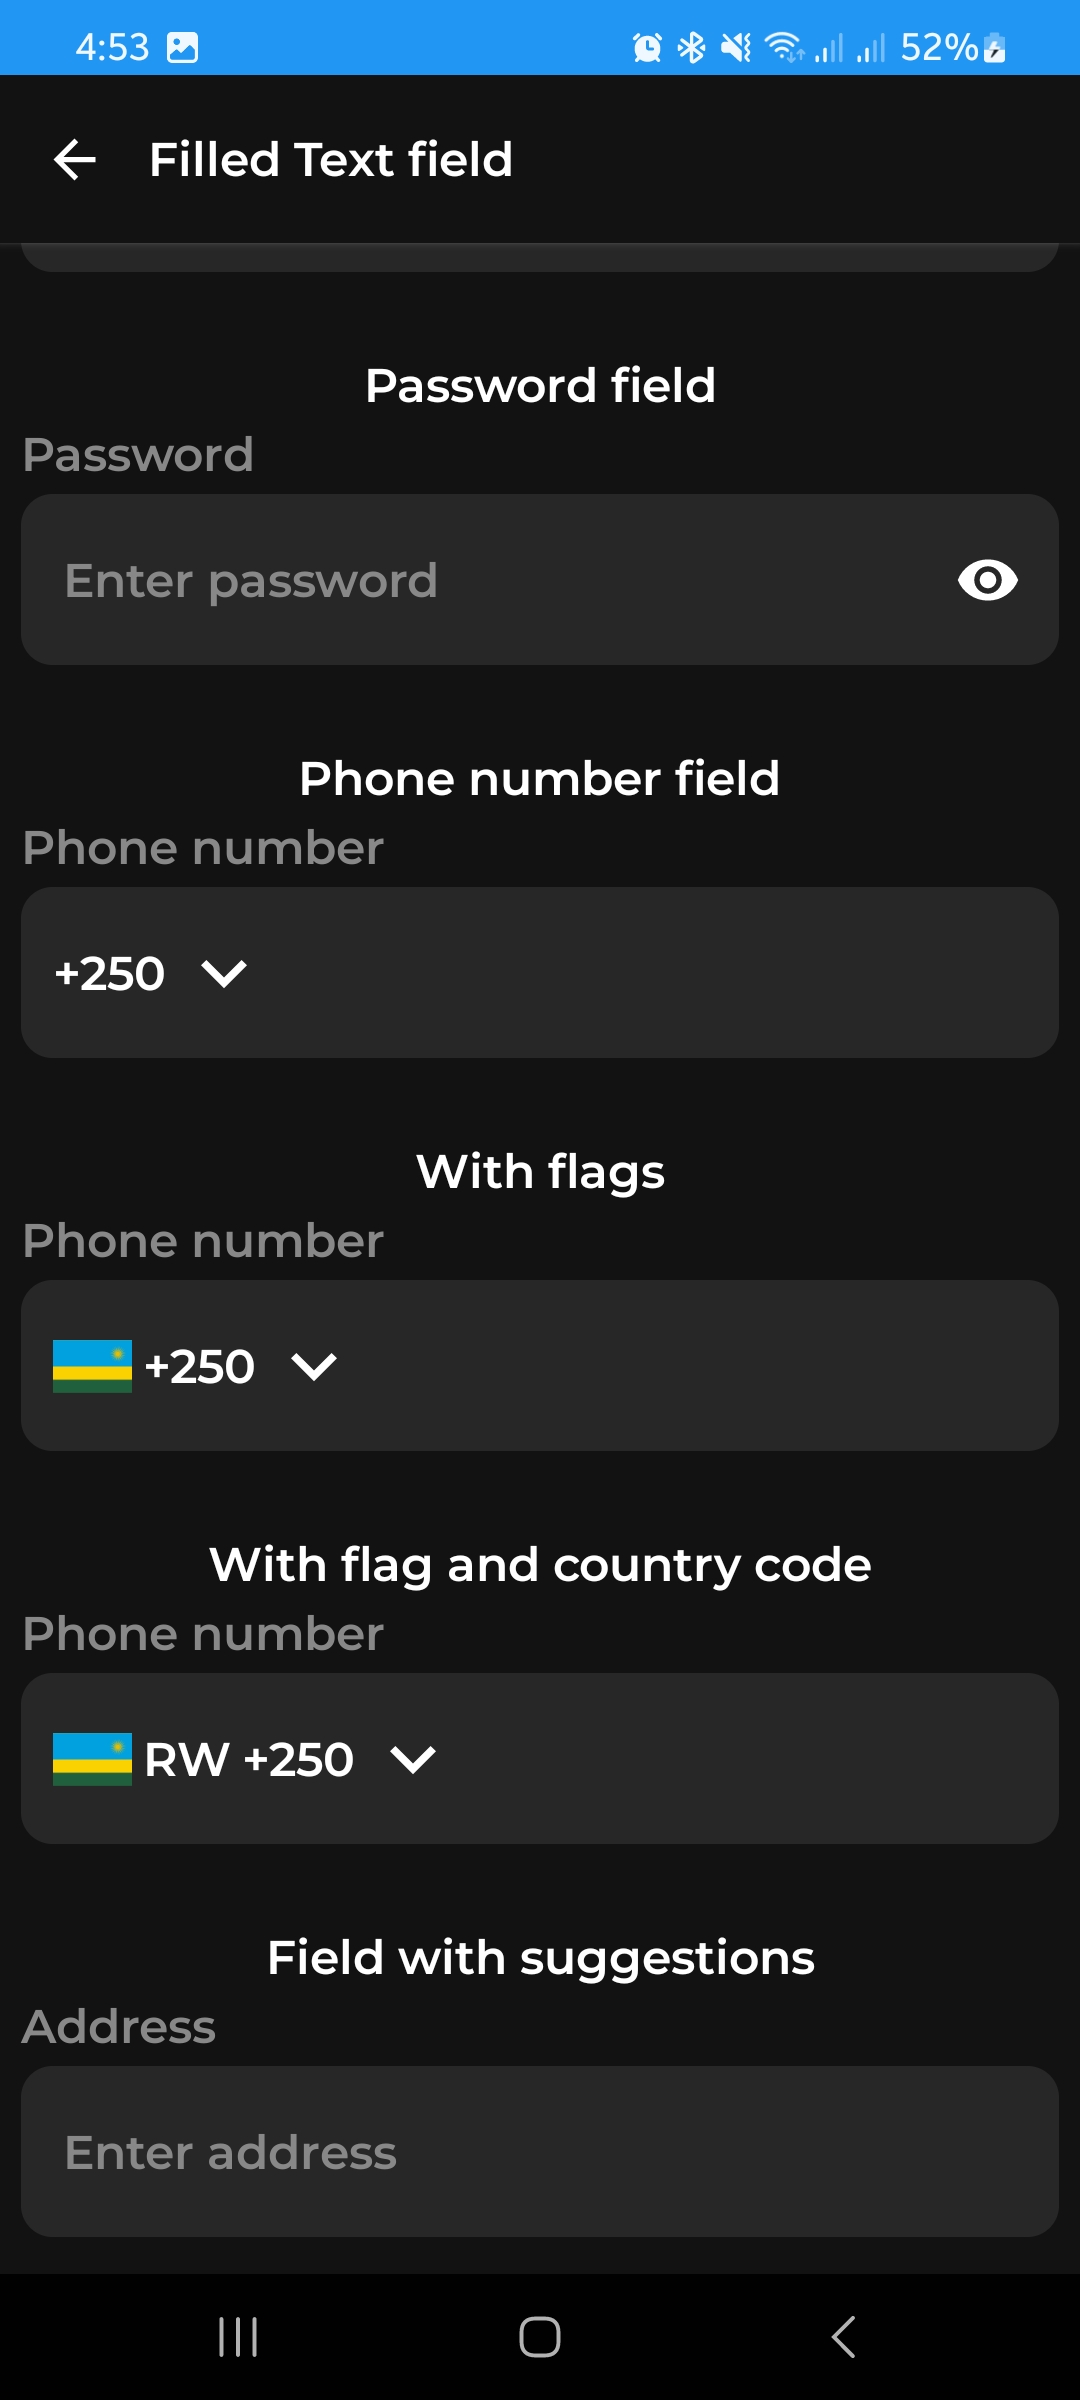 4:53 52%
Filled Text field
Password field
Password
Enter password
Phone number field
Phone number
+250
With flags
Phone number
+250
With flag and country code
Phone number
RW +250
Field with suggestions
Address
Enter address